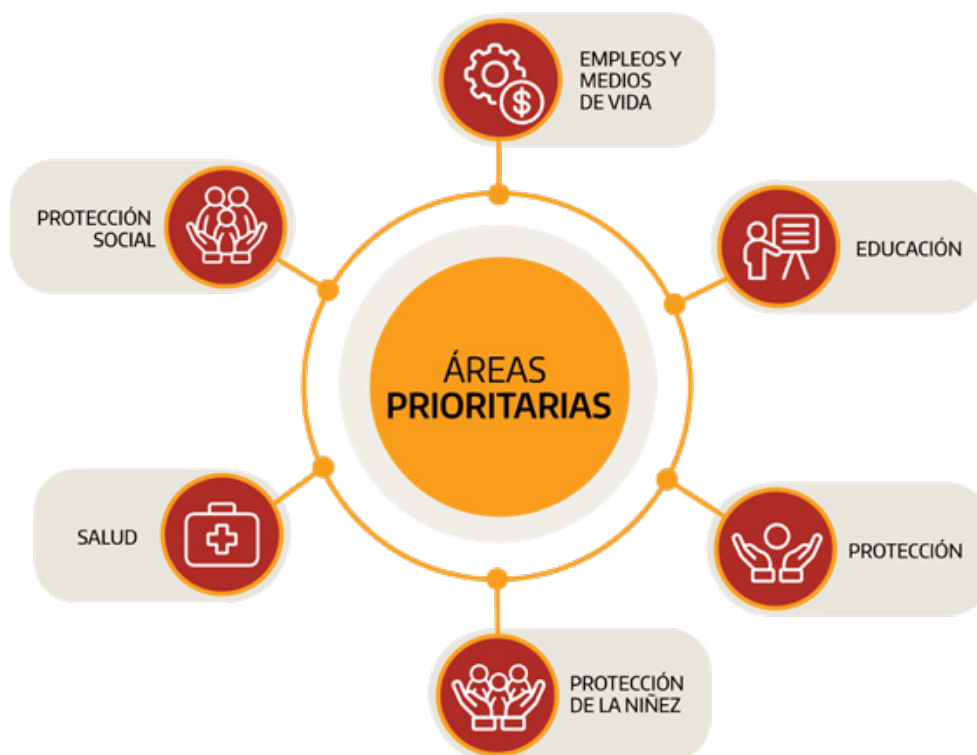 EMPLEOS Y
MEDIOS
DE VIDA
PROTECCIÓN
SOCIAL
EDUCACIÓN
ÁREAS
PRIORITARIAS
SALUD
PROTECCIÓN
PROTECCIÓN
DE LA NIÑEZ
$